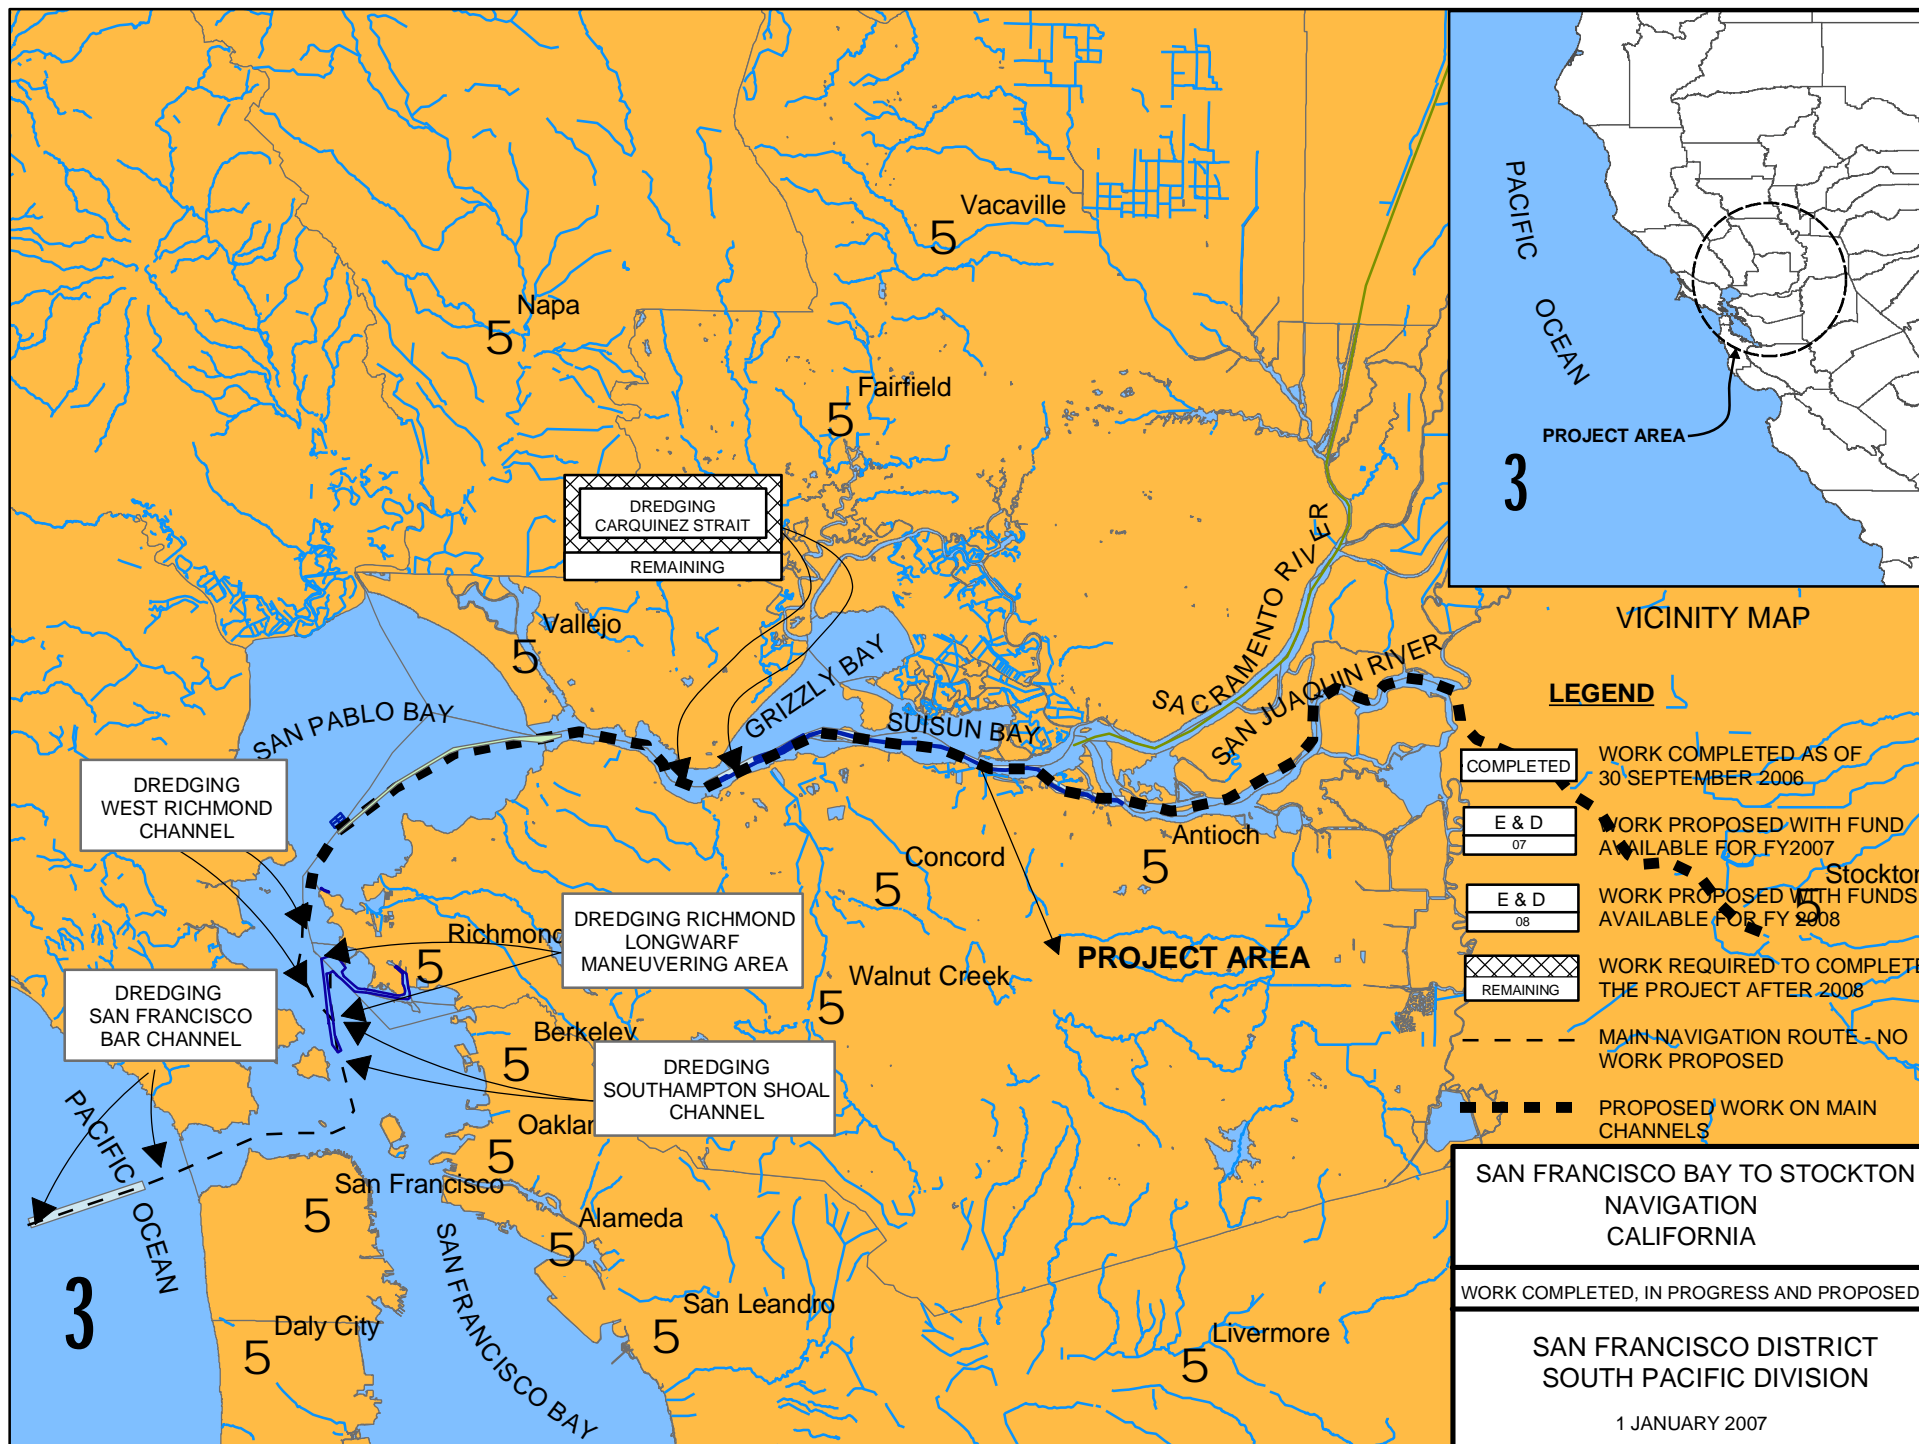 Vacaville
5
Napa
5
Fairfield
5
DREDGING
CARQUINEZ STRAIT
REMAINING
Vallejo
5
SAN PABLO BAY
GRIZZLY BAY
SUISUN BAY
SACRAMENTO RIVER
SAN JUAQUIN RIVER
DREDGING
WEST RICHMOND
CHANNEL
Antioch
5
Concord
5
DREDGING RICHMOND
LONGWARF
MANEUVERING AREA
Richmond
5
PROJECT AREA
Walnut Creek
5
DREDGING
SAN FRANCISCO
BAR CHANNEL
Berkeley
5
DREDGING
SOUTHAMPTON SHOAL
CHANNEL
Oaklan
5
PACIFIC
OCEAN
San Francisco
5
Alameda
5
SAN FRANCISCO BAY
San Leandro
5
Daly City
5
Livermore
5
3
PACIFIC
OCEAN
PROJECT AREA
3
VICINITY MAP
LEGEND
COMPLETED
WORK COMPLETED AS OF
30 SEPTEMBER 2006
E & D
07
WORK PROPOSED WITH FUND
AVAILABLE FOR FY2007
Stockton
5
E & D
08
WORK PROPOSED WITH FUNDS
AVAILABLE FOR FY 2008
REMAINING
WORK REQUIRED TO COMPLETE
THE PROJECT AFTER 2008
MAIN NAVIGATION ROUTE - NO
WORK PROPOSED
PROPOSED WORK ON MAIN
CHANNELS
SAN FRANCISCO BAY TO STOCKTON
NAVIGATION
CALIFORNIA
WORK COMPLETED, IN PROGRESS AND PROPOSED
SAN FRANCISCO DISTRICT
SOUTH PACIFIC DIVISION
1 JANUARY 2007